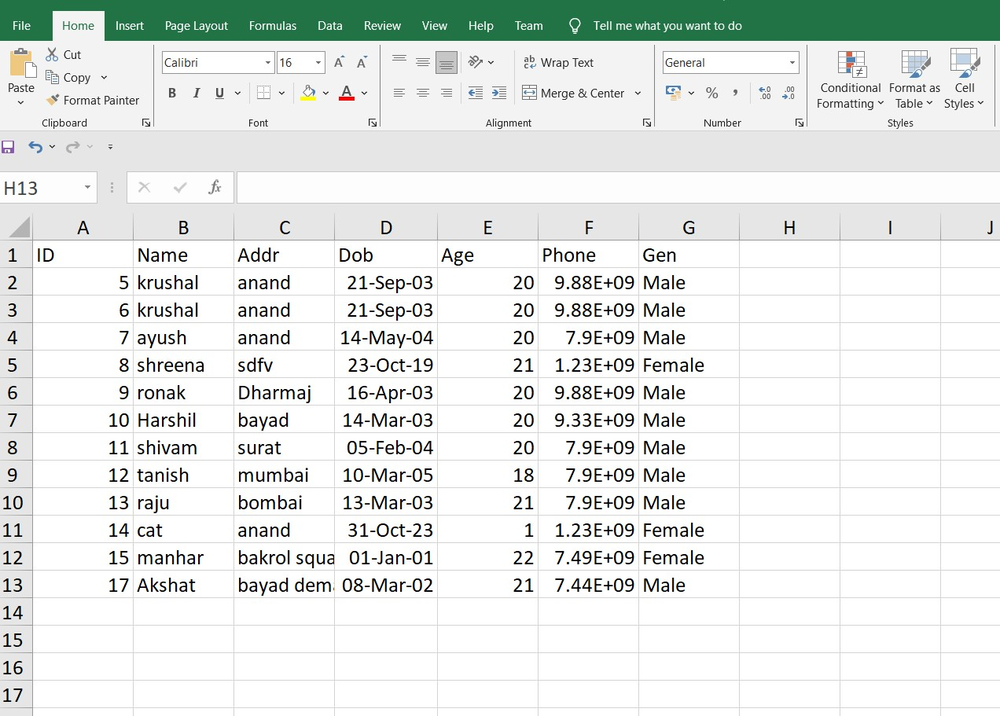 File Home Insert Page Layout Formulas Data Review View Help Team Tell me what you want to do
Cut
Copy
Format Painter
Paste
Clipboard
Calibri 16 A A
B I U A
Font
ab Wrap Text
Merge & Center
Alignment
General
% , .00 .0
Number
Conditional Formatting
Format as Table
Cell Styles
Styles
H13 fx
A B C D E F G H I J
1 ID Name Addr Dob Age Phone Gen
2 5 krushal anand 21-Sep-03 20 9.88E+09 Male
3 6 krushal anand 21-Sep-03 20 9.88E+09 Male
4 7 ayush anand 14-May-04 20 7.9E+09 Male
5 8 shreena sdfv 23-Oct-19 21 1.23E+09 Female
6 9 ronak Dharmaj 16-Apr-03 20 9.88E+09 Male
7 10 Harshil bayad 14-Mar-03 20 9.33E+09 Male
8 11 shivam surat 05-Feb-04 20 7.9E+09 Male
9 12 tanish mumbai 10-Mar-05 18 7.9E+09 Male
10 13 raju bombai 13-Mar-03 21 7.9E+09 Male
11 14 cat anand 31-Oct-23 1 1.23E+09 Female
12 15 manhar bakrol squa 01-Jan-01 22 7.49E+09 Female
13 17 Akshat bayad dem 08-Mar-02 21 7.44E+09 Male
14
15
16
17